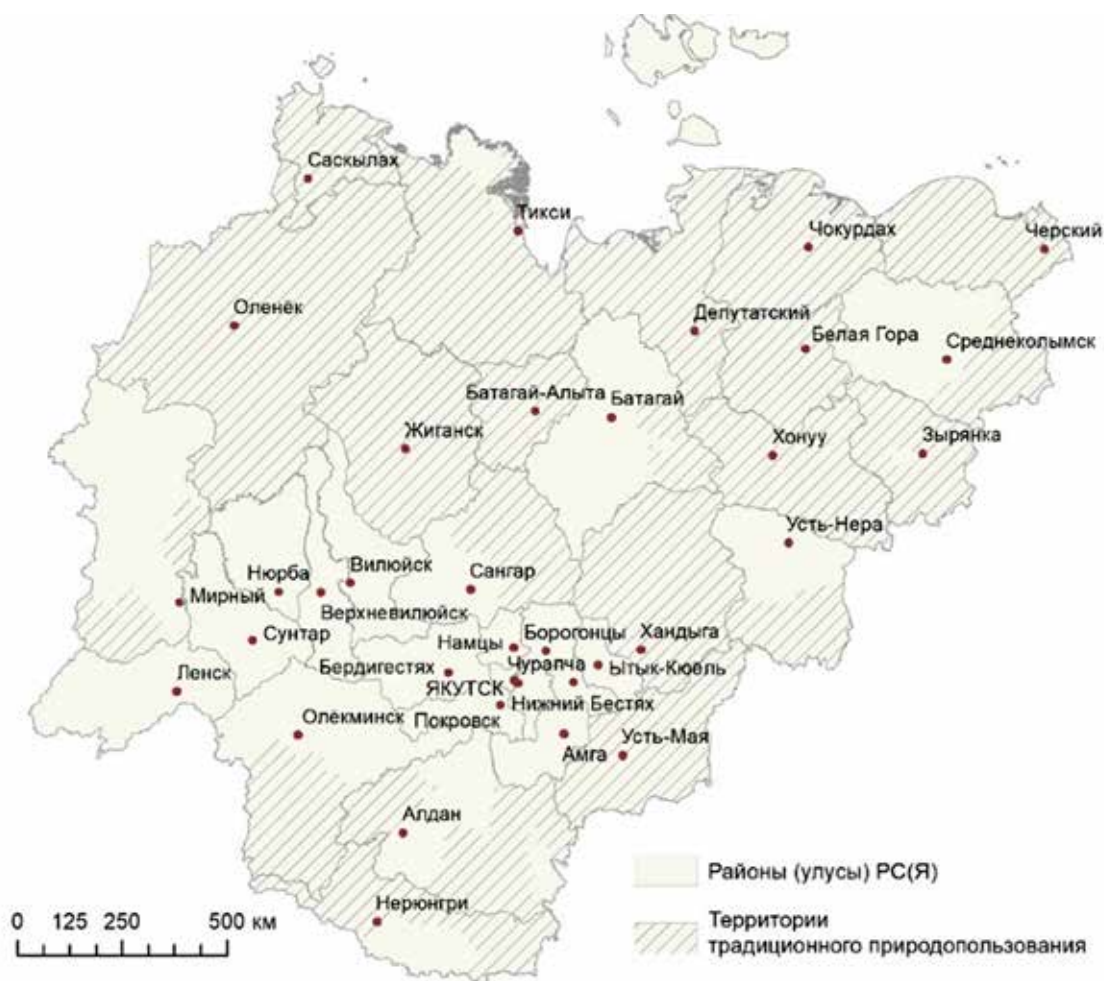 Саскылах
Тикси
Чокурдах
Черский
Оленёк
Депутатский
Белая Гора
Среднеколымск
Батагай-Алыта
Батагай
Жиганск
Хонуу
Зырянка
Усть-Нера
Вилюйск
Сангар
Нюрба
Мирный
Верхневилюйск
Сунтар
Намцы
Борогонцы
Хандыга
Бердигестях
Чурапча
Ытык-Кюёль
Ленск
ЯКУТСК
Нижний Бестях
Олёкминск
Покровск
Амга
Усть-Мая
Алдан
Нерюнгри
Районы (улусы) РС(Я)
Территории
традиционного природопользования
0 125 250 500 км